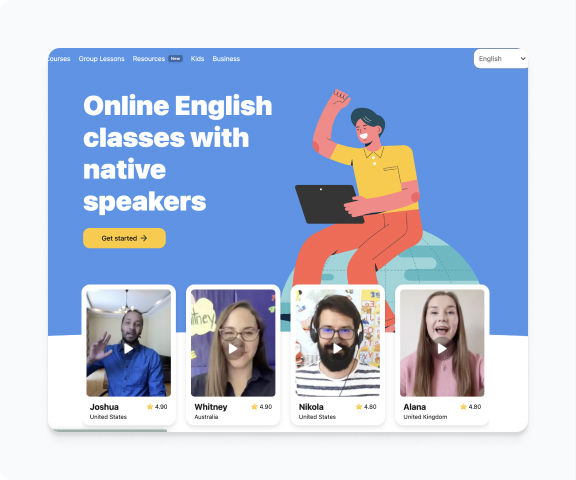 ourses Group Lessons Resources New Kids Business English
Online English
classes with
native
speakers
Get started →
Joshua 4.90
United States
Whitney 4.90
Australia
Nikola 4.80
United States
Alana 4.80
United Kingdom